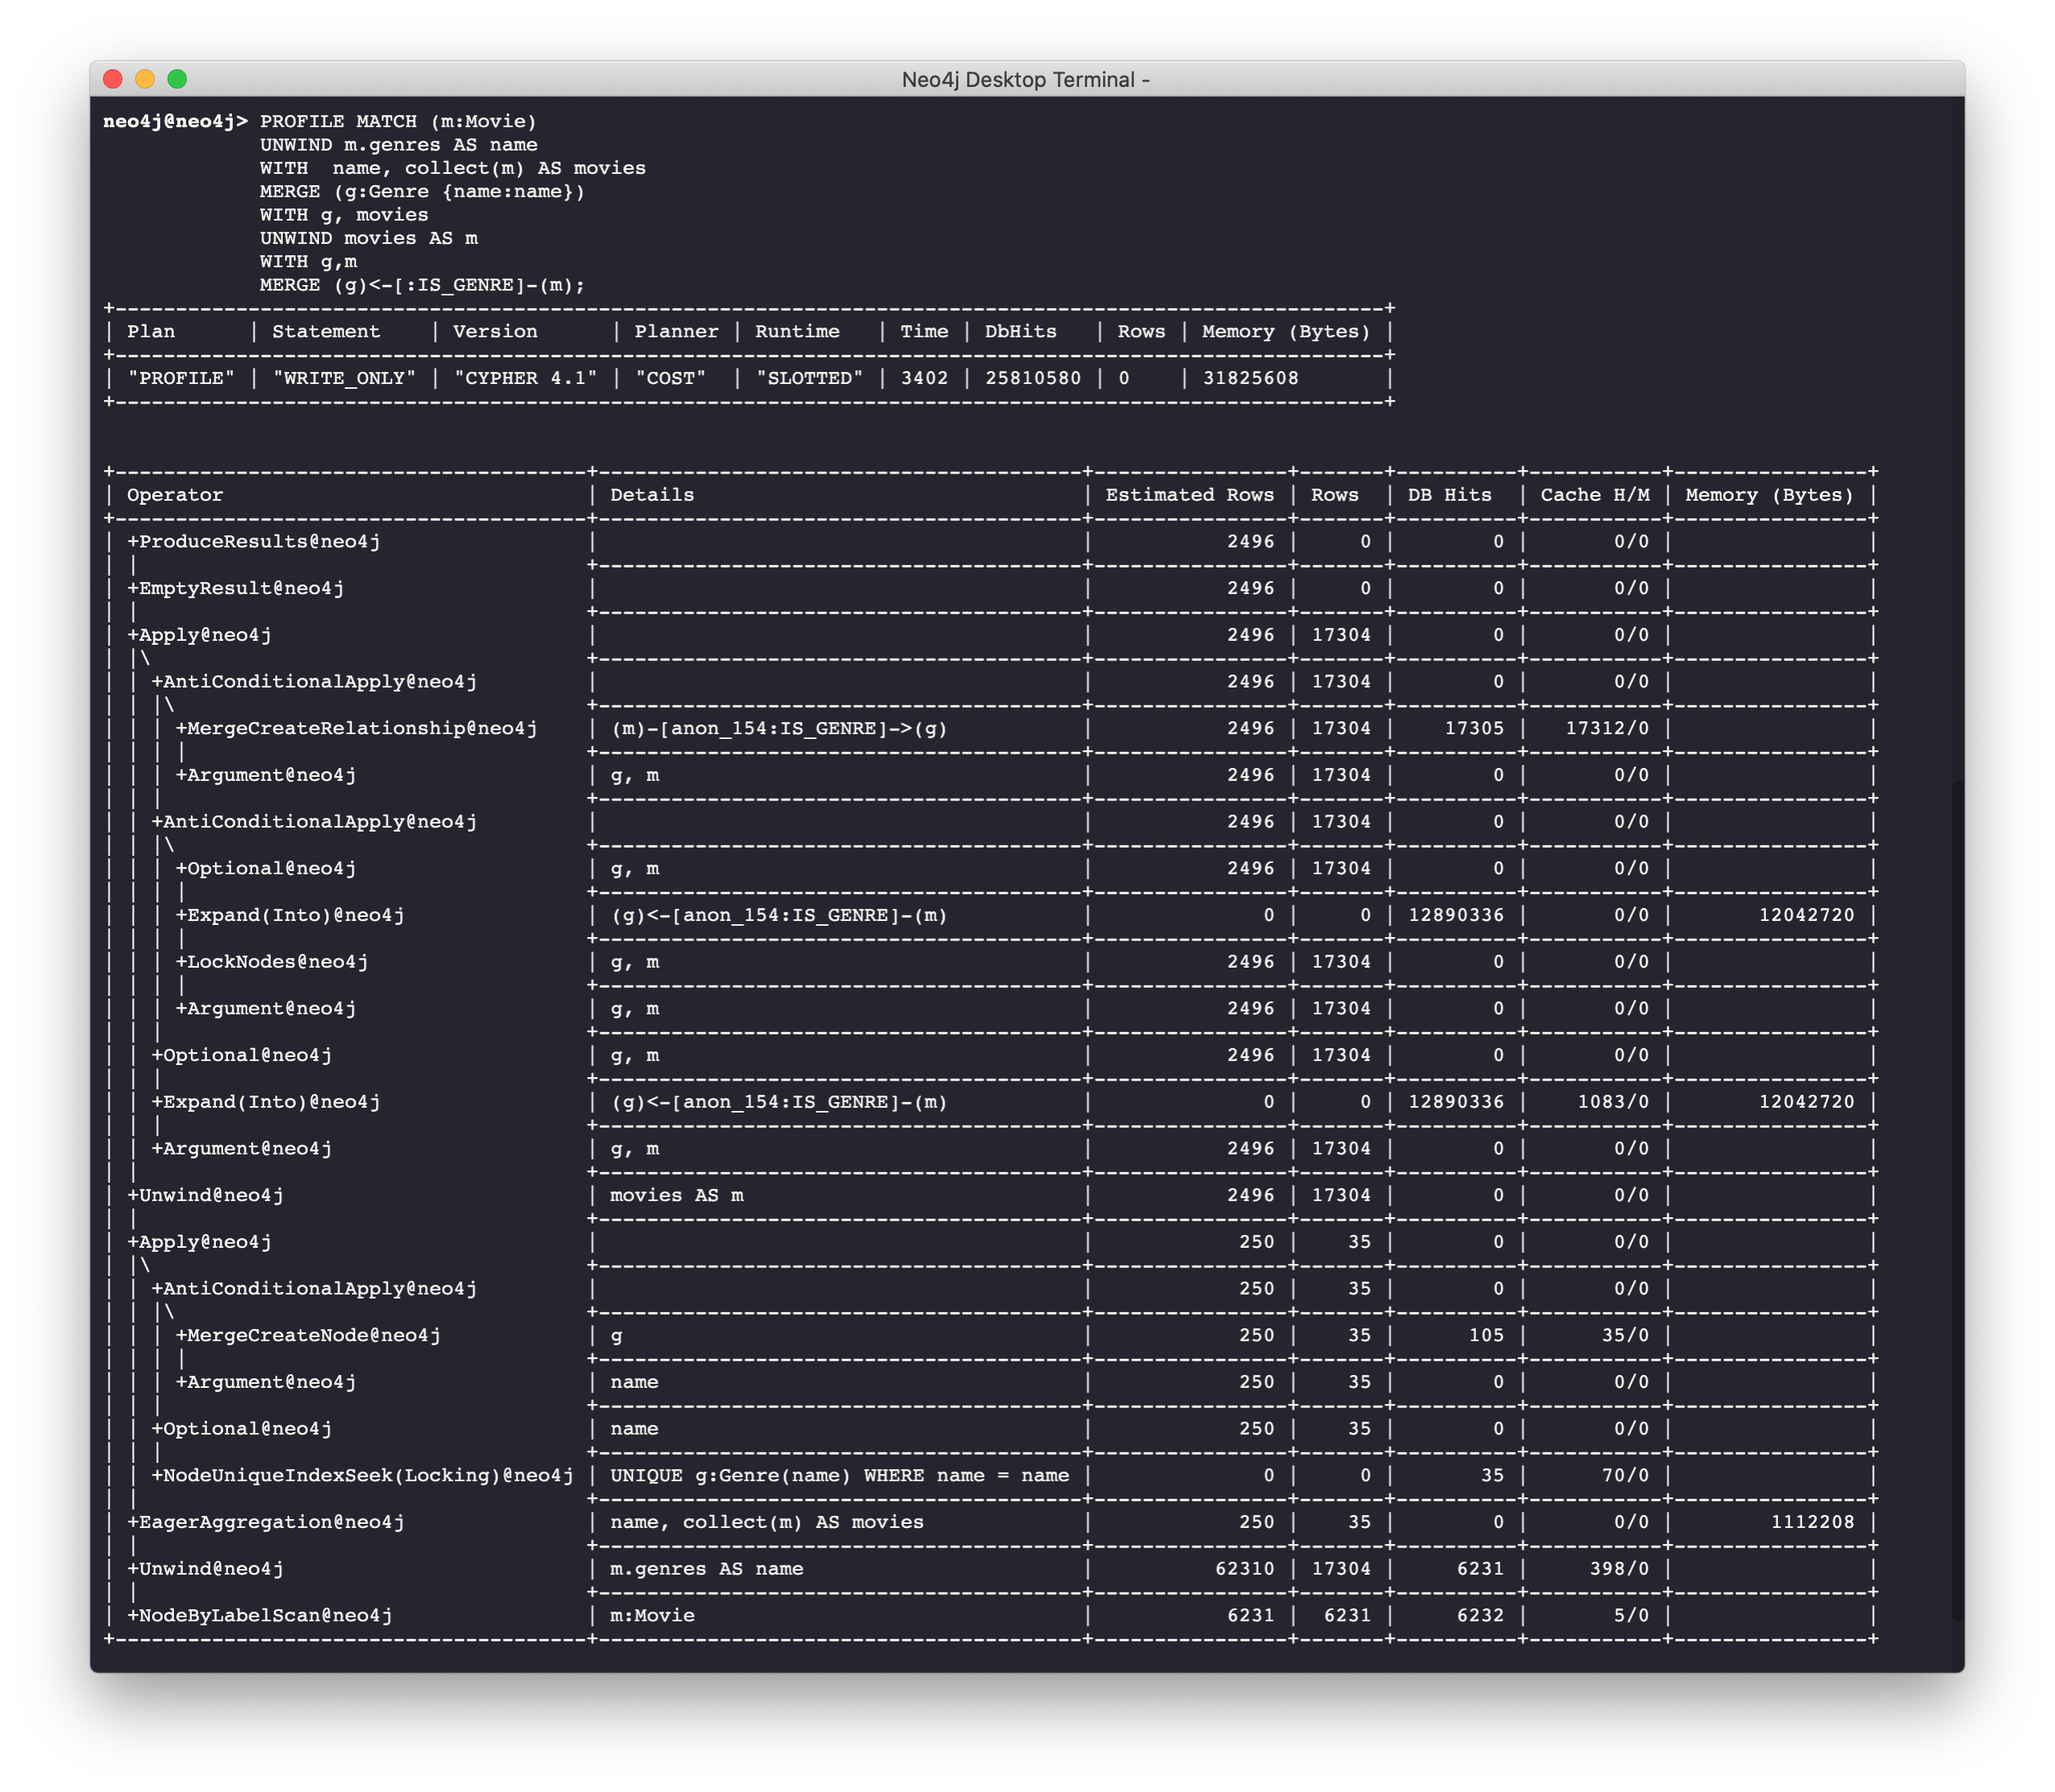 Neo4j Desktop Terminal -
neo4j@neo4j> PROFILE MATCH (m:Movie)
             UNWIND m.genres AS name
             WITH  name, collect(m) AS movies
             MERGE (g:Genre {name:name})
             WITH g, movies
             UNWIND movies AS m
             WITH g,m
             MERGE (g)<-[:IS_GENRE]-(m);
| Plan | Statement | Version | Planner | Runtime | Time | DbHits | Rows | Memory (Bytes) |
| "PROFILE" | "WRITE_ONLY" | "CYPHER 4.1" | "COST" | "SLOTTED" | 3402 | 25810580 | 0 | 31825608 |
| Operator | Details | Estimated Rows | Rows | DB Hits | Cache H/M | Memory (Bytes) |
| +ProduceResults@neo4j | | 2496 | 0 | 0 | 0/0 | |
| +EmptyResult@neo4j | | 2496 | 0 | 0 | 0/0 | |
| +Apply@neo4j | | 2496 | 17304 | 0 | 0/0 | |
| | +AntiConditionalApply@neo4j | | 2496 | 17304 | 0 | 0/0 | |
| | | +MergeCreateRelationship@neo4j | (m)-[anon_154:IS_GENRE]->(g) | 2496 | 17304 | 17305 | 17312/0 | |
| | | +Argument@neo4j | g, m | 2496 | 17304 | 0 | 0/0 | |
| | +AntiConditionalApply@neo4j | | 2496 | 17304 | 0 | 0/0 | |
| | | +Optional@neo4j | g, m | 2496 | 17304 | 0 | 0/0 | |
| | | +Expand(Into)@neo4j | (g)<-[anon_154:IS_GENRE]-(m) | 0 | 0 | 12890336 | 0/0 | 12042720 |
| | | +LockNodes@neo4j | g, m | 2496 | 17304 | 0 | 0/0 | |
| | | +Argument@neo4j | g, m | 2496 | 17304 | 0 | 0/0 | |
| | +Optional@neo4j | g, m | 2496 | 17304 | 0 | 0/0 | |
| | +Expand(Into)@neo4j | (g)<-[anon_154:IS_GENRE]-(m) | 0 | 0 | 12890336 | 1083/0 | 12042720 |
| | +Argument@neo4j | g, m | 2496 | 17304 | 0 | 0/0 | |
| +Unwind@neo4j | movies AS m | 2496 | 17304 | 0 | 0/0 | |
| +Apply@neo4j | | 250 | 35 | 0 | 0/0 | |
| | +AntiConditionalApply@neo4j | | 250 | 35 | 0 | 0/0 | |
| | | +MergeCreateNode@neo4j | g | 250 | 35 | 105 | 35/0 | |
| | | +Argument@neo4j | name | 250 | 35 | 0 | 0/0 | |
| | +Optional@neo4j | name | 250 | 35 | 0 | 0/0 | |
| | +NodeUniqueIndexSeek(Locking)@neo4j | UNIQUE g:Genre(name) WHERE name = name | 0 | 0 | 35 | 70/0 | |
| +EagerAggregation@neo4j | name, collect(m) AS movies | 250 | 35 | 0 | 0/0 | 1112208 |
| +Unwind@neo4j | m.genres AS name | 62310 | 17304 | 6231 | 398/0 | |
| +NodeByLabelScan@neo4j | m:Movie | 6231 | 6231 | 6232 | 5/0 | |